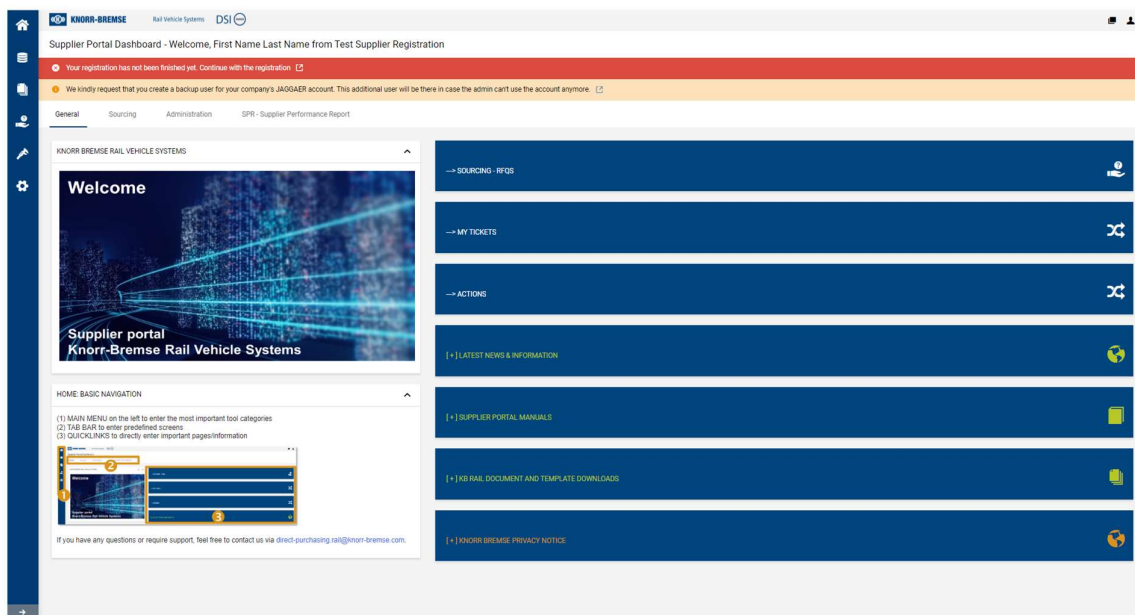 KNORR-BREMSE
Rail Vehicle Systems
DSI
Supplier Portal Dashboard - Welcome, First Name Last Name from Test Supplier Registration
Your registration has not been finished yet. Continue with the registration
We kindly request that you create a backup user for your company's JAGGAER account. This additional user will be there in case the admin can't use the account anymore.
General Sourcing Administration SPR - Supplier Performance Report
KNORR BREMSE RAIL VEHICLE SYSTEMS
Welcome
Supplier portal
Knorr-Bremse Rail Vehicle Systems
HOME: BASIC NAVIGATION
(1) MAIN MENU on the left to enter the most important tool categories
(2) TAB BAR to enter predefined screens
(3) QUICKLINKS to directly enter important pages/information
2
Welcome
1
3
If you have any questions or require support, feel free to contact us via direct-purchasing.rail@knorr-bremse.com.
---> SOURCING - RFQS
---> MY TICKETS
---> ACTIONS
[ + ] LATEST NEWS & INFORMATION
[ + ] SUPPLIER PORTAL MANUALS
[ + ] KB RAIL DOCUMENT AND TEMPLATE DOWNLOADS
[ + ] KNORR BREMSE PRIVACY NOTICE